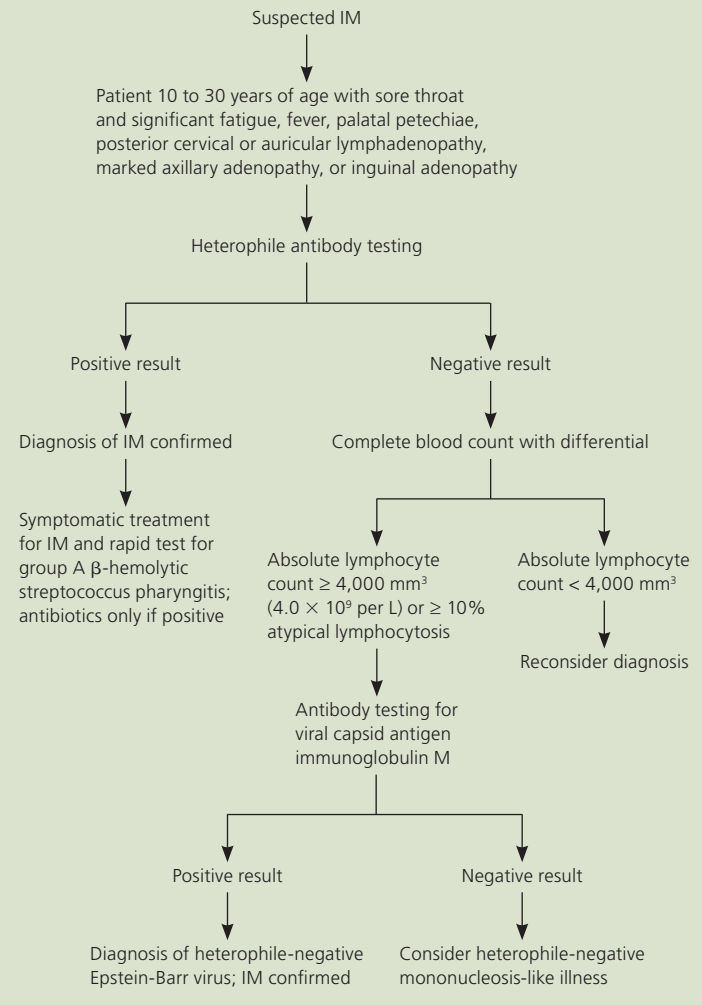 Suspected IM
Patient 10 to 30 years of age with sore throat
and significant fatigue, fever, palatal petechiae,
posterior cervical or auricular lymphadenopathy,
marked axillary adenopathy, or inguinal adenopathy
Heterophile antibody testing
Positive result
Negative result
Diagnosis of IM confirmed
Complete blood count with differential
Symptomatic treatment
for IM and rapid test for
group A β-hemolytic
streptococcus pharyngitis;
antibiotics only if positive
Absolute lymphocyte
count ≥ 4,000 mm³
(4.0 × 10⁹ per L) or ≥ 10%
atypical lymphocytosis
Absolute lymphocyte
count < 4,000 mm³
Reconsider diagnosis
Antibody testing for
viral capsid antigen
immunoglobulin M
Positive result
Negative result
Diagnosis of heterophile-negative
Epstein-Barr virus; IM confirmed
Consider heterophile-negative
mononucleosis-like illness